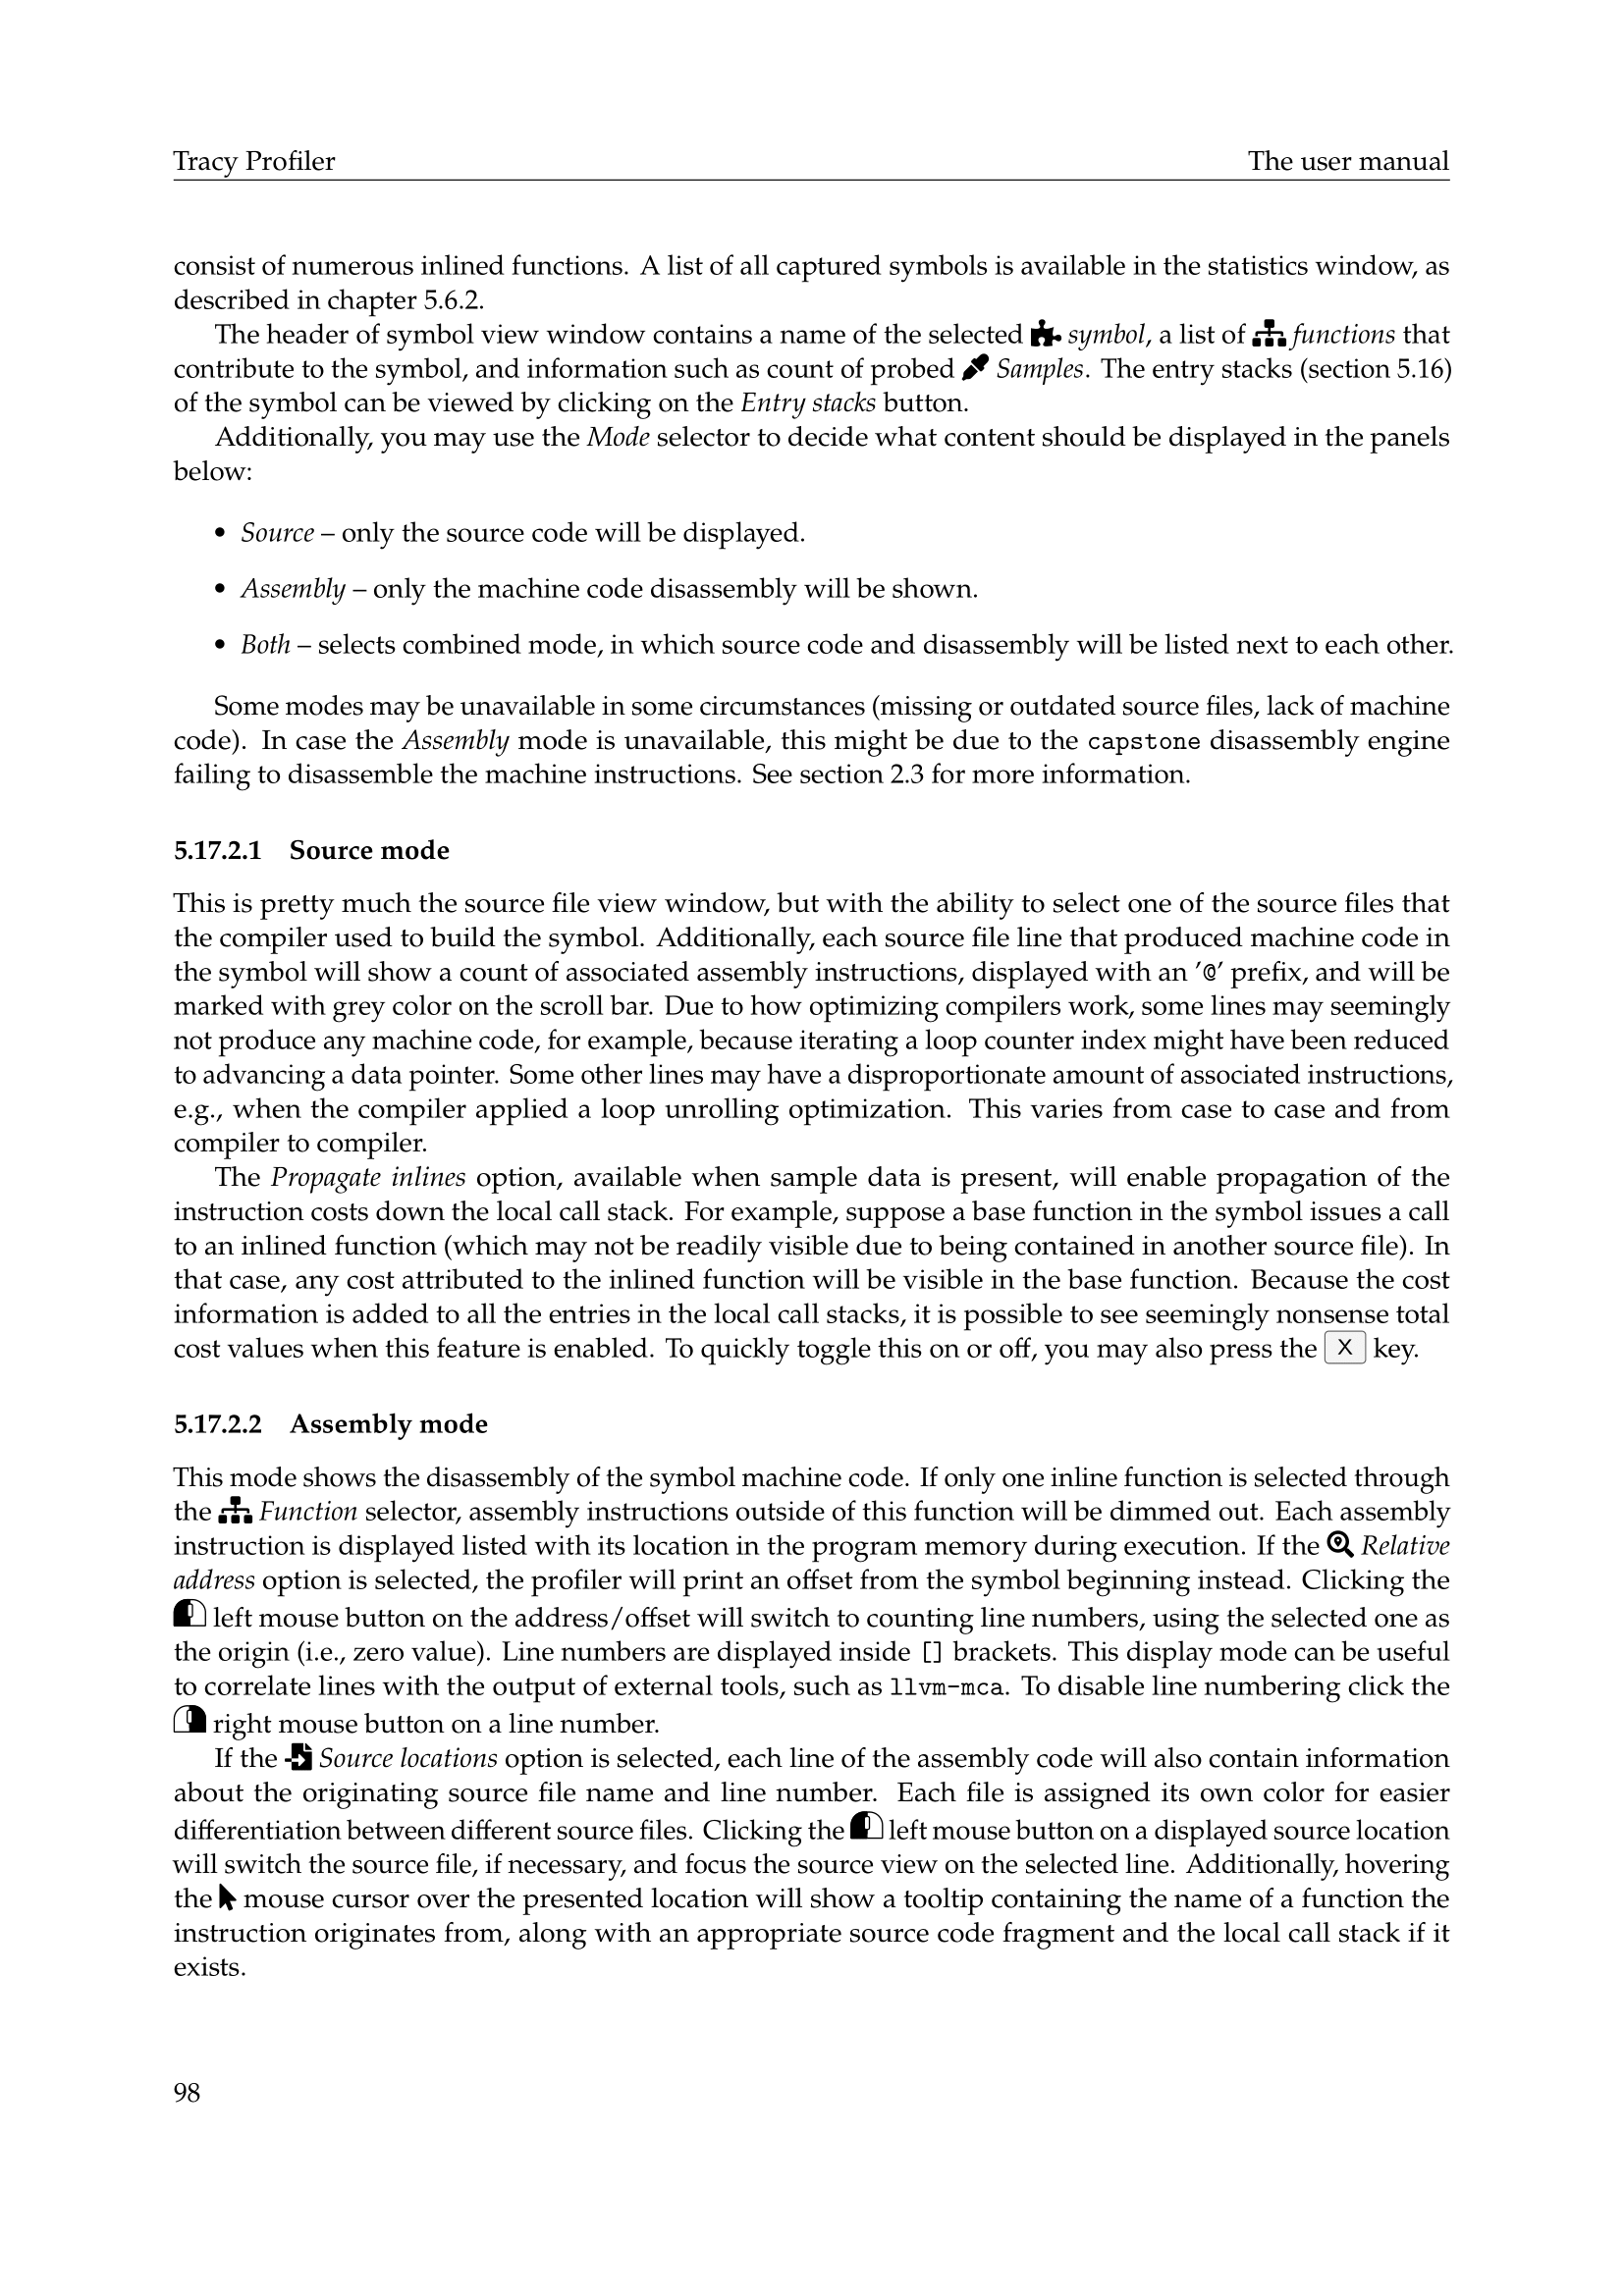 Tracy Profiler The user manual
consist of numerous inlined functions. A list of all captured symbols is available in the statistics window, as
described in chapter 5.6.2.
The header of symbol view window contains a name of the selected symbol, a list of functions that
contribute to the symbol, and information such as count of probed Samples. The entry stacks (section 5.16)
of the symbol can be viewed by clicking on the Entry stacks button.
Additionally, you may use the Mode selector to decide what content should be displayed in the panels
below:
• Source – only the source code will be displayed.
• Assembly – only the machine code disassembly will be shown.
• Both – selects combined mode, in which source code and disassembly will be listed next to each other.
Some modes may be unavailable in some circumstances (missing or outdated source files, lack of machine
code). In case the Assembly mode is unavailable, this might be due to the capstone disassembly engine
failing to disassemble the machine instructions. See section 2.3 for more information.
5.17.2.1 Source mode
This is pretty much the source file view window, but with the ability to select one of the source files that
the compiler used to build the symbol. Additionally, each source file line that produced machine code in
the symbol will show a count of associated assembly instructions, displayed with an ’@’ prefix, and will be
marked with grey color on the scroll bar. Due to how optimizing compilers work, some lines may seemingly
not produce any machine code, for example, because iterating a loop counter index might have been reduced
to advancing a data pointer. Some other lines may have a disproportionate amount of associated instructions,
e.g., when the compiler applied a loop unrolling optimization. This varies from case to case and from
compiler to compiler.
The Propagate inlines option, available when sample data is present, will enable propagation of the
instruction costs down the local call stack. For example, suppose a base function in the symbol issues a call
to an inlined function (which may not be readily visible due to being contained in another source file). In
that case, any cost attributed to the inlined function will be visible in the base function. Because the cost
information is added to all the entries in the local call stacks, it is possible to see seemingly nonsense total
cost values when this feature is enabled. To quickly toggle this on or off, you may also press the X key.
5.17.2.2 Assembly mode
This mode shows the disassembly of the symbol machine code. If only one inline function is selected through
the Function selector, assembly instructions outside of this function will be dimmed out. Each assembly
instruction is displayed listed with its location in the program memory during execution. If the Relative
address option is selected, the profiler will print an offset from the symbol beginning instead. Clicking the
left mouse button on the address/offset will switch to counting line numbers, using the selected one as
the origin (i.e., zero value). Line numbers are displayed inside [] brackets. This display mode can be useful
to correlate lines with the output of external tools, such as llvm-mca. To disable line numbering click the
right mouse button on a line number.
If the Source locations option is selected, each line of the assembly code will also contain information
about the originating source file name and line number. Each file is assigned its own color for easier
differentiation between different source files. Clicking the left mouse button on a displayed source location
will switch the source file, if necessary, and focus the source view on the selected line. Additionally, hovering
the mouse cursor over the presented location will show a tooltip containing the name of a function the
instruction originates from, along with an appropriate source code fragment and the local call stack if it
exists.
98